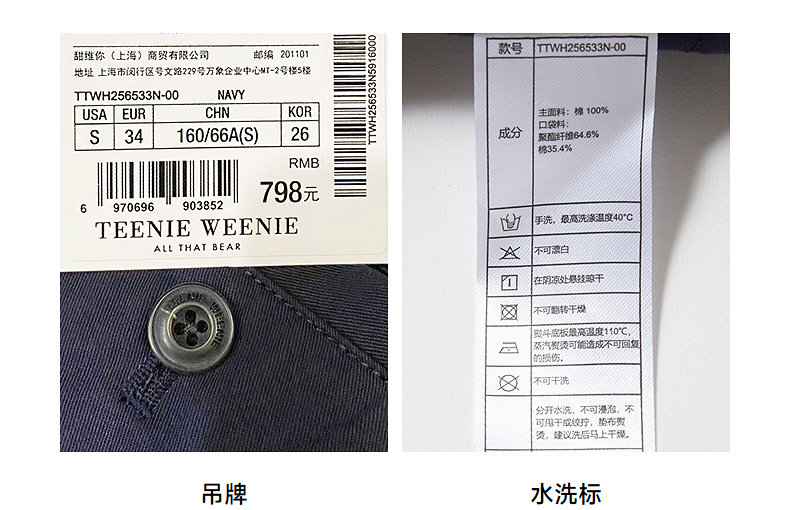 甜维你（上海）商贸有限公司 邮编 201101
地址 上海市闵行区号文路229号万象企业中心MT-2号楼5楼
TTWH256533N-00 NAVY
USA EUR CHN KOR
S 34 160/66A(S) 26
RMB
798元
6 970696 903852
TEENIE WEENIE
ALL THAT BEAR
TTWH256533N5916000
TEENIE WEENIE
吊牌
款号 TTWH256533N-00
成分
主面料：棉 100%
口袋料：
聚酯纤维64.6%
棉35.4%
手洗，最高洗涤温度40°C
不可漂白
在阴凉处悬挂晾干
不可翻转干燥
熨斗底板最高温度110℃，
蒸汽熨烫可能造成不可回复
的损伤。
不可干洗
分开水洗，不可浸泡，不
可甩干或绞拧，垫布熨
烫，建议洗后马上干燥。
水洗标